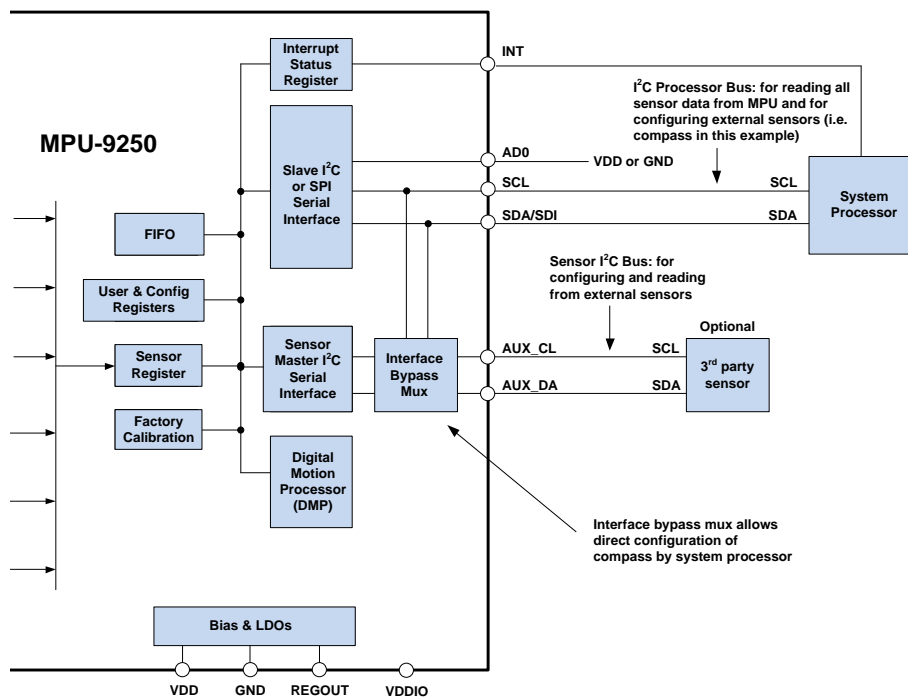 MPU-9250
Interrupt
Status
Register
INT
I²C Processor Bus: for reading all
sensor data from MPU and for
configuring external sensors (i.e.
compass in this example)
Slave I²C
or SPI
Serial
Interface
AD0
VDD or GND
SCL
SCL
SDA/SDI
SDA
System
Processor
FIFO
User & Config
Registers
Sensor I²C Bus: for
configuring and reading
from external sensors
Sensor
Register
Sensor
Master I²C
Serial
Interface
Interface
Bypass
Mux
AUX_CL
SCL
AUX_DA
SDA
Optional
3rd party
sensor
Factory
Calibration
Digital
Motion
Processor
(DMP)
Interface bypass mux allows
direct configuration of
compass by system processor
Bias & LDOs
VDD
GND
REGOUT
VDDIO